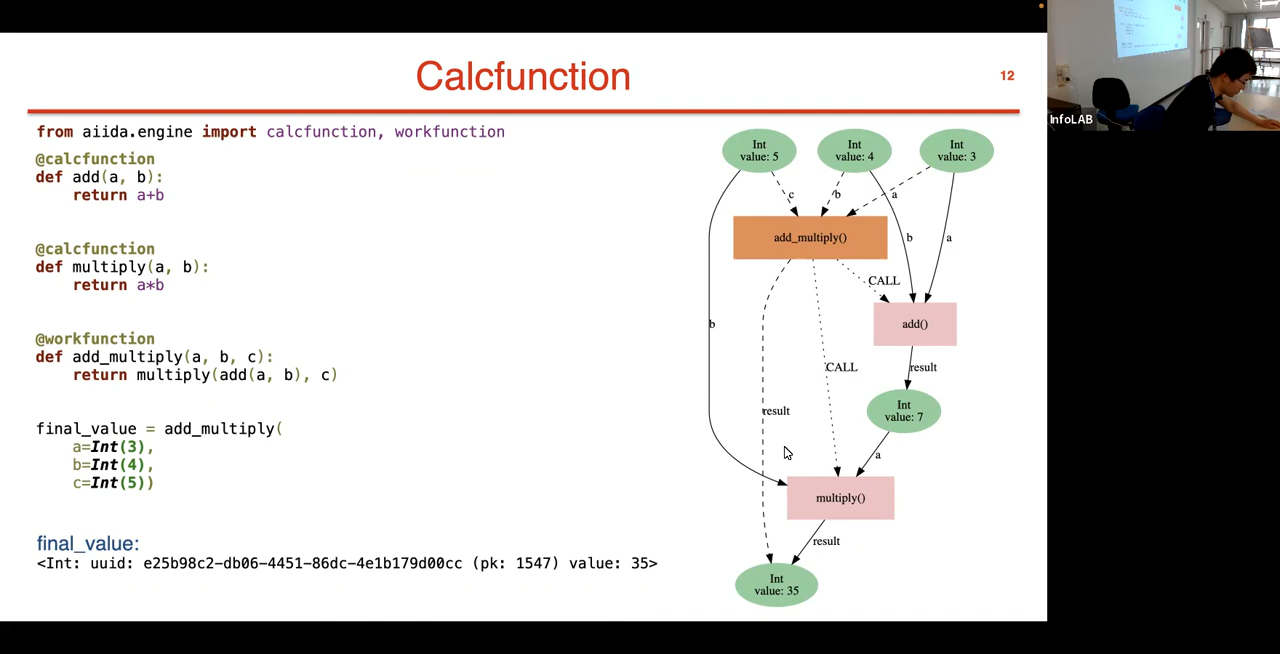 Calcfunction
12
from aiida.engine import calcfunction, workfunction
@calcfunction
def add(a, b):
    return a+b
@calcfunction
def multiply(a, b):
    return a*b
@workfunction
def add_multiply(a, b, c):
    return multiply(add(a, b), c)
final_value = add_multiply(
    a=Int(3),
    b=Int(4),
    c=Int(5))
final_value:
<Int: uuid: e25b98c2-db06-4451-86dc-4e1b179d00cc (pk: 1547) value: 35>
Int
value: 5
Int
value: 4
Int
value: 3
c
b
a
add_multiply()
b
a
CALL
b
add()
CALL
result
result
Int
value: 7
a
multiply()
result
Int
value: 35
InfoLAB